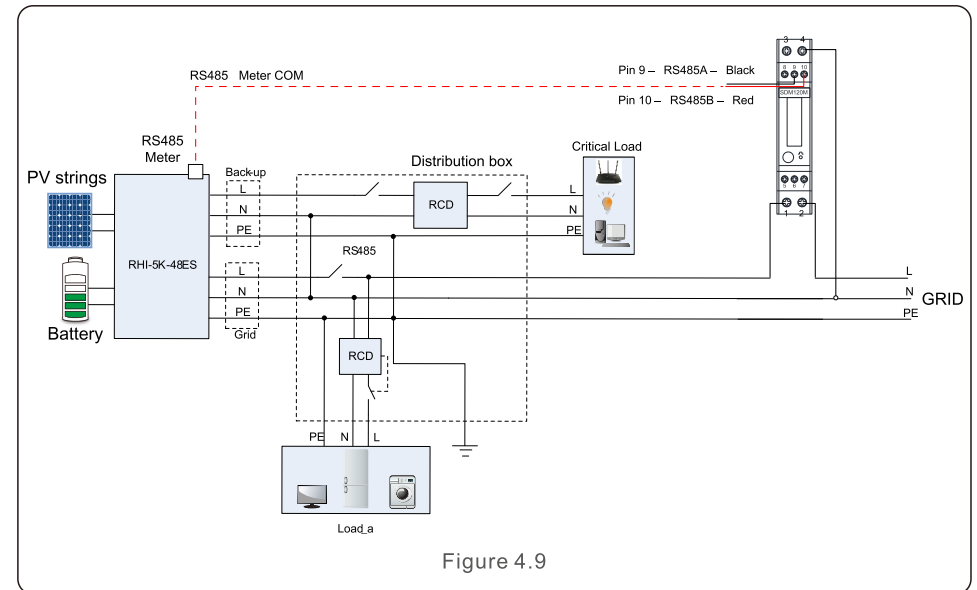 3 4
Pin 9 – RS485A – Black
8 9 10
RS485 Meter COM
SDM120M
Pin 10 – RS485B – Red
RS485
Meter
Critical Load
Distribution box
PV strings
Back-up
L
L
RCD
N
N
PE
PE
5 6 7
1 2
RHI-5K-48ES
RS485
L
L
N
N
GRID
PE
PE
Battery
Grid
RCD
PE N L
Load_a
Figure 4.9